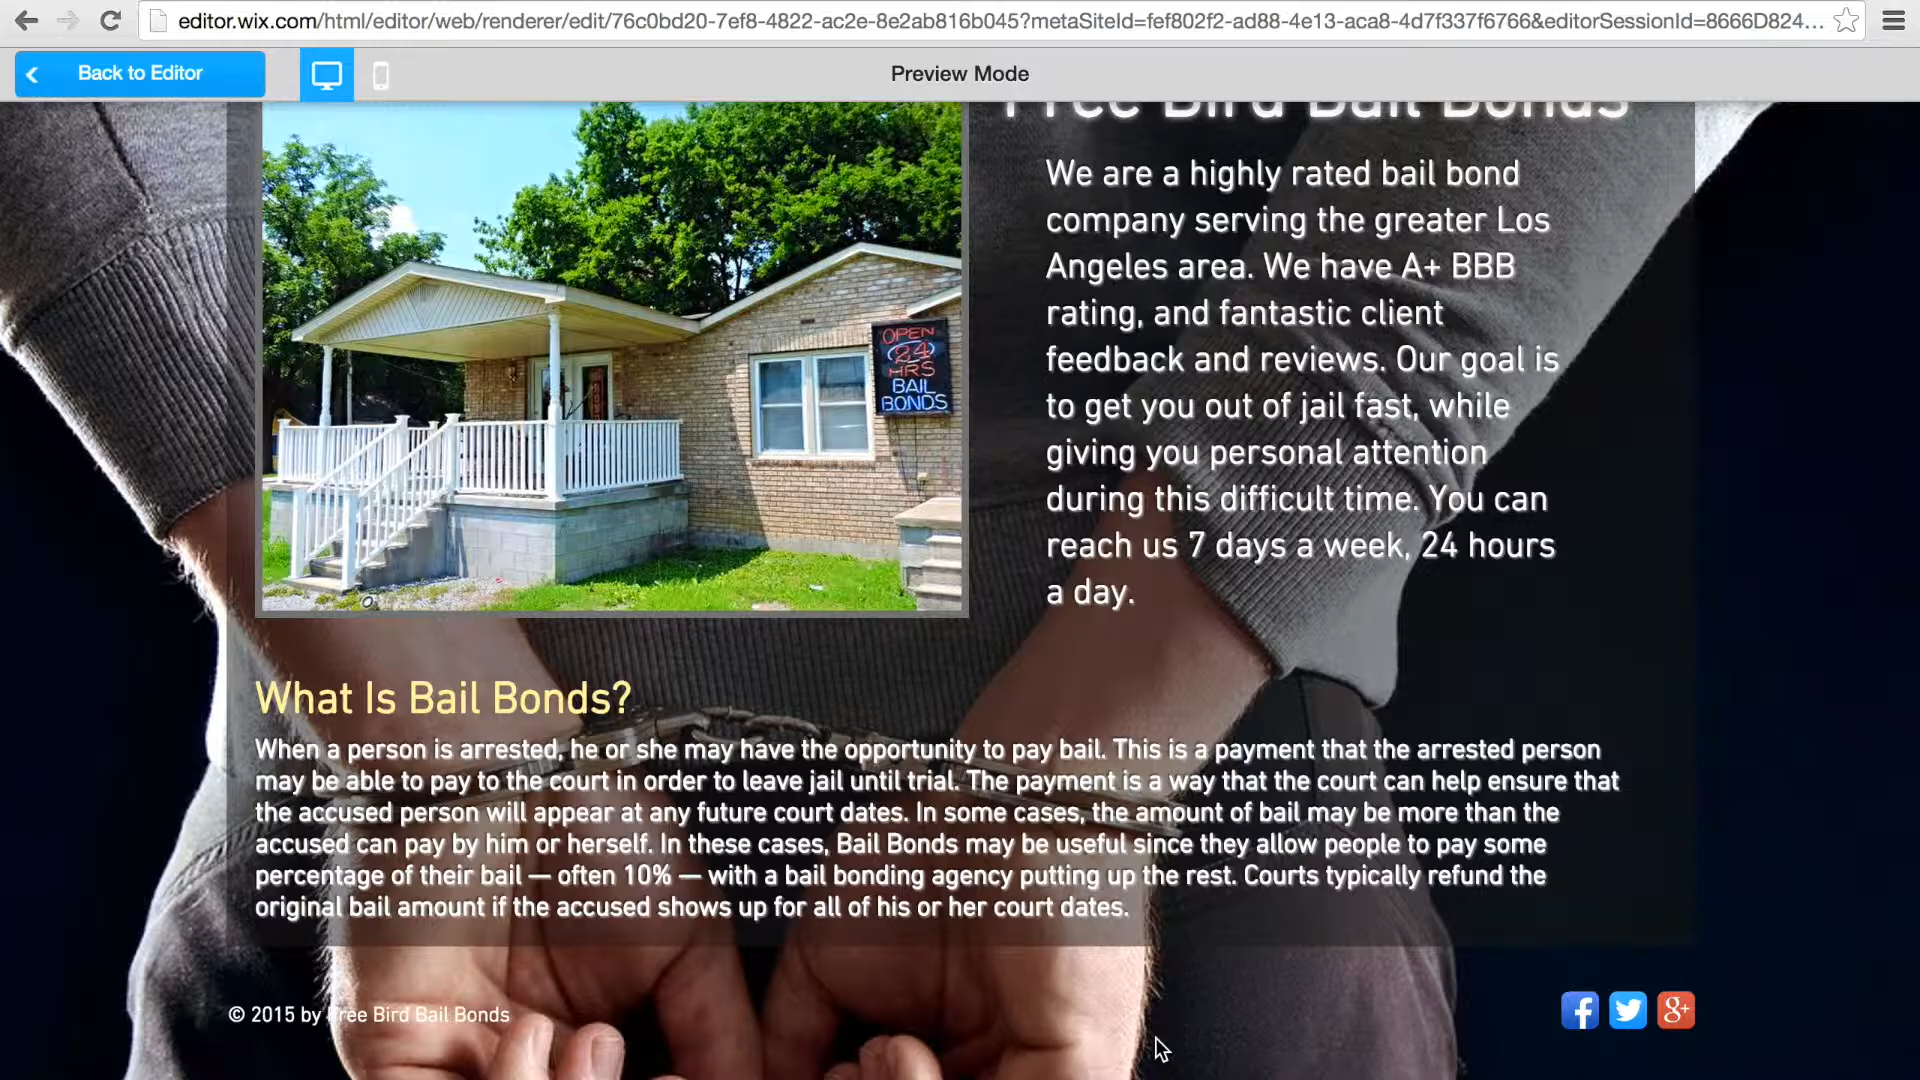 editor.wix.com/html/editor/web/renderer/edit/76c0bd20-7ef8-4822-ac2e-8e2ab816b045?metaSiteId=fef802f2-ad88-4e13-aca8-4d7f337f6766&editorSessionId=8666D824...
Back to Editor
Preview Mode
Free Bird Bail Bonds
We are a highly rated bail bond
company serving the greater Los
Angeles area. We have A+ BBB
rating, and fantastic client
feedback and reviews. Our goal is
to get you out of jail fast, while
giving you personal attention
during this difficult time. You can
reach us 7 days a week, 24 hours
a day.
OPEN
24
HRS
BAIL
BONDS
What Is Bail Bonds?
When a person is arrested, he or she may have the opportunity to pay bail. This is a payment that the arrested person
may be able to pay to the court in order to leave jail until trial. The payment is a way that the court can help ensure that
the accused person will appear at any future court dates. In some cases, the amount of bail may be more than the
accused can pay by him or herself. In these cases, Bail Bonds may be useful since they allow people to pay some
percentage of their bail — often 10% — with a bail bonding agency putting up the rest. Courts typically refund the
original bail amount if the accused shows up for all of his or her court dates.
© 2015 by Free Bird Bail Bonds